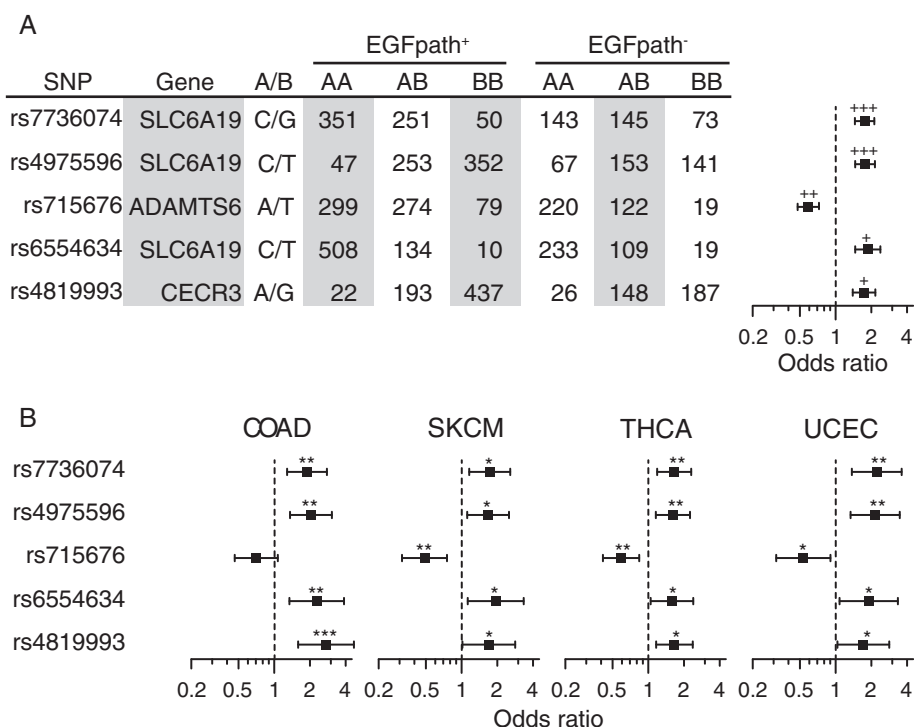 A
EGFpath+ EGFpath-
SNP Gene A/B AA AB BB AA AB BB
rs7736074 SLC6A19 C/G 351 251 50 143 145 73 +++
rs4975596 SLC6A19 C/T 47 253 352 67 153 141 +++
rs715676 ADAMTS6 A/T 299 274 79 220 122 19 ++
rs6554634 SLC6A19 C/T 508 134 10 233 109 19 +
rs4819993 CECR3 A/G 22 193 437 26 148 187 +
0.2 0.5 1 2 4
Odds ratio
B
COAD SKCM THCA UCEC
rs7736074 ** * ** **
rs4975596 ** * ** **
rs715676 ** ** *
rs6554634 ** * * *
rs4819993 *** * * *
0.2 0.5 1 2 4 0.2 0.5 1 2 4 0.2 0.5 1 2 4 0.2 0.5 1 2 4
Odds ratio